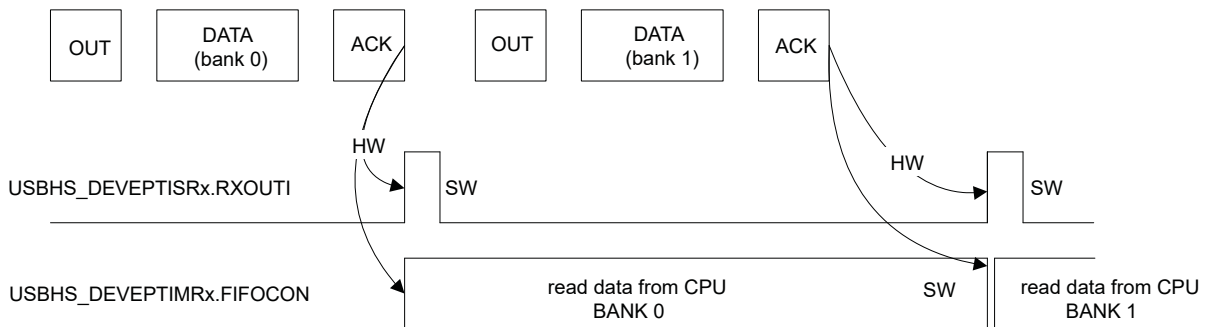 OUT
DATA
(bank 0)
ACK
OUT
DATA
(bank 1)
ACK
HW
HW
USBHS_DEVEPTISRx.RXOUTI
SW
SW
USBHS_DEVEPTIMRx.FIFOCON
read data from CPU
BANK 0
SW
read data from CPU
BANK 1